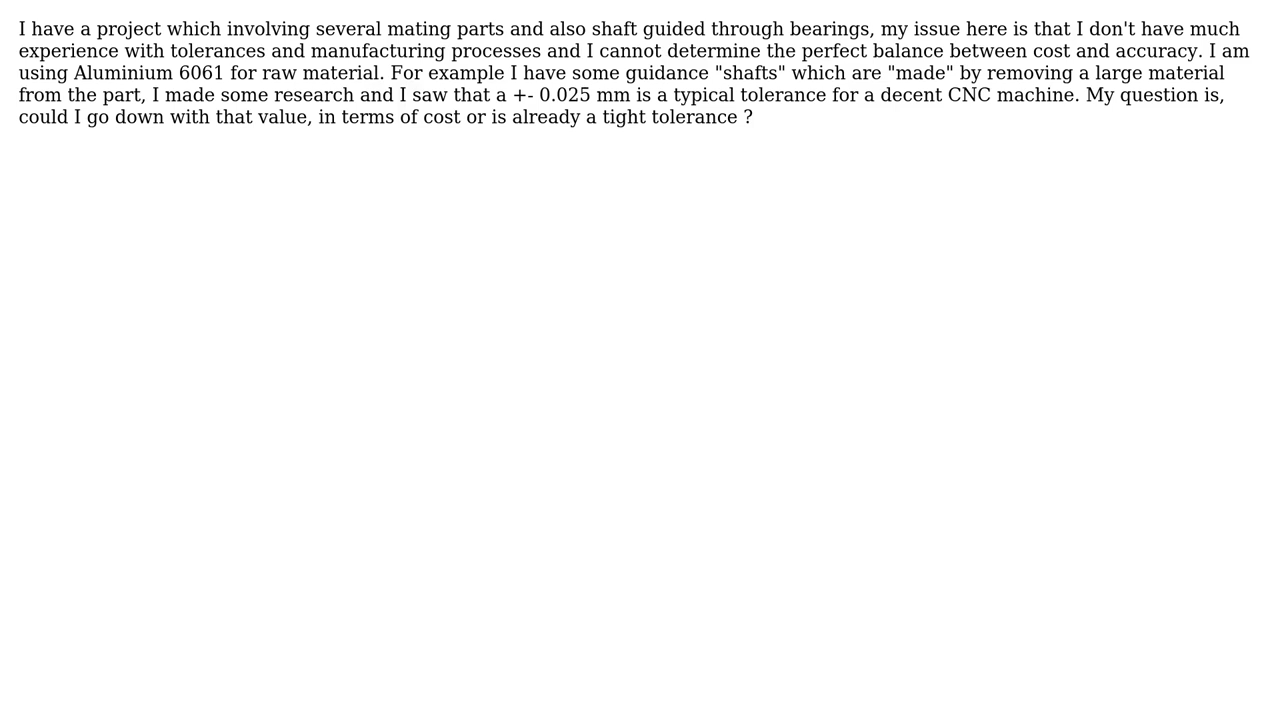 I have a project which involving several mating parts and also shaft guided through bearings, my issue here is that I don't have much
experience with tolerances and manufacturing processes and I cannot determine the perfect balance between cost and accuracy. I am
using Aluminium 6061 for raw material. For example I have some guidance "shafts" which are "made" by removing a large material
from the part, I made some research and I saw that a +- 0.025 mm is a typical tolerance for a decent CNC machine. My question is,
could I go down with that value, in terms of cost or is already a tight tolerance ?